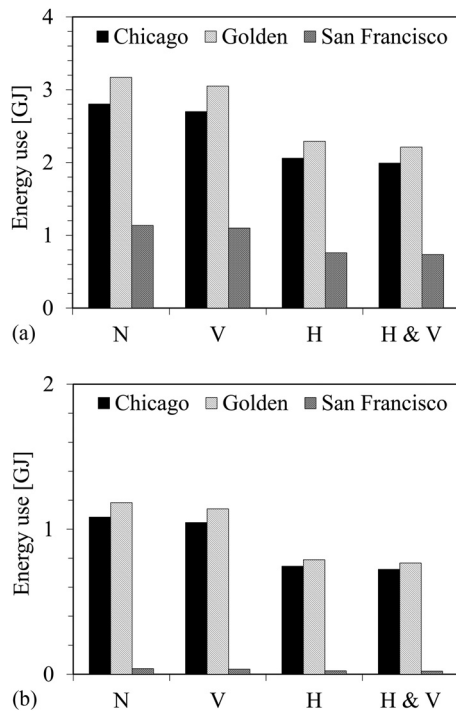 4
Chicago Golden San Francisco
3
Energy use [GJ]
2
1
0
(a) N V H H & V
2
Chicago Golden San Francisco
Energy use [GJ]
1
0
(b) N V H H & V